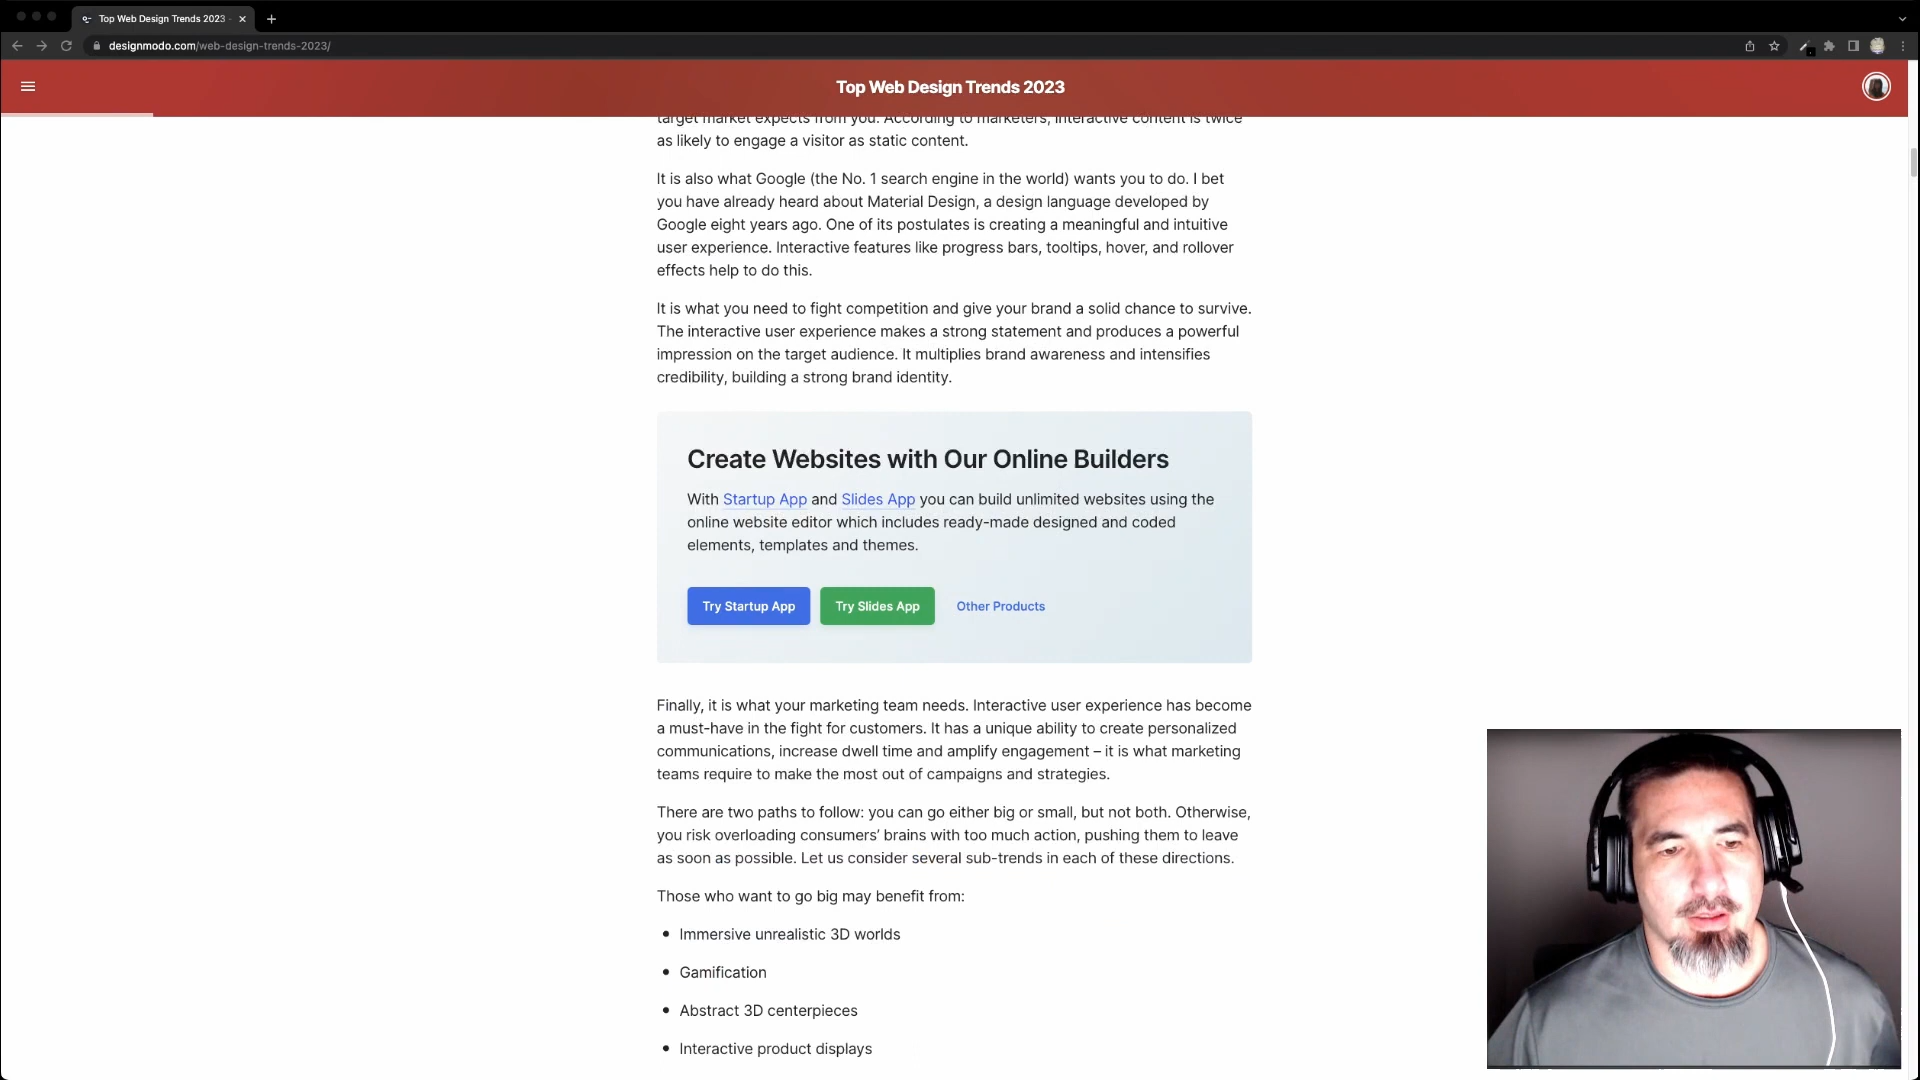 Top Web Design Trends 2023 -
designmodo.com/web-design-trends-2023/
Top Web Design Trends 2023
target market expects from you. According to marketers, interactive content is twice
as likely to engage a visitor as static content.
It is also what Google (the No. 1 search engine in the world) wants you to do. I bet
you have already heard about Material Design, a design language developed by
Google eight years ago. One of its postulates is creating a meaningful and intuitive
user experience. Interactive features like progress bars, tooltips, hover, and rollover
effects help to do this.
It is what you need to fight competition and give your brand a solid chance to survive.
The interactive user experience makes a strong statement and produces a powerful
impression on the target audience. It multiplies brand awareness and intensifies
credibility, building a strong brand identity.
Create Websites with Our Online Builders
With Startup App and Slides App you can build unlimited websites using the
online website editor which includes ready-made designed and coded
elements, templates and themes.
Try Startup App Try Slides App Other Products
Finally, it is what your marketing team needs. Interactive user experience has become
a must-have in the fight for customers. It has a unique ability to create personalized
communications, increase dwell time and amplify engagement – it is what marketing
teams require to make the most out of campaigns and strategies.
There are two paths to follow: you can go either big or small, but not both. Otherwise,
you risk overloading consumers’ brains with too much action, pushing them to leave
as soon as possible. Let us consider several sub-trends in each of these directions.
Those who want to go big may benefit from:
• Immersive unrealistic 3D worlds
• Gamification
• Abstract 3D centerpieces
• Interactive product displays